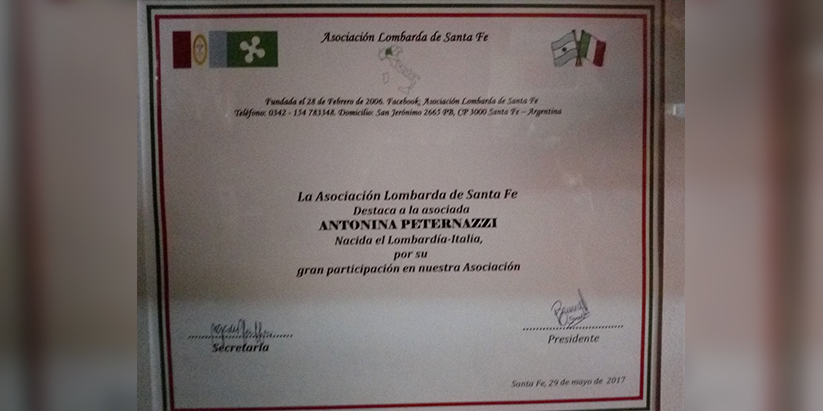 Asociación Lombarda de Santa Fe
Fundada el 28 de Febrero de 2006. Facebook: Asociación Lombarda de Santa Fe
Teléfono: 0342 - 154 783348. Domicilio: San Jerónimo 2665 PB, CP 3000 Santa Fe – Argentina
La Asociación Lombarda de Santa Fe
Destaca a la asociada
ANTONINA PETERNAZZI
Nacida el Lombardía-Italia,
por su
gran participación en nuestra Asociación
Secretaría
Presidente
Santa Fe, 29 de mayo de 2017